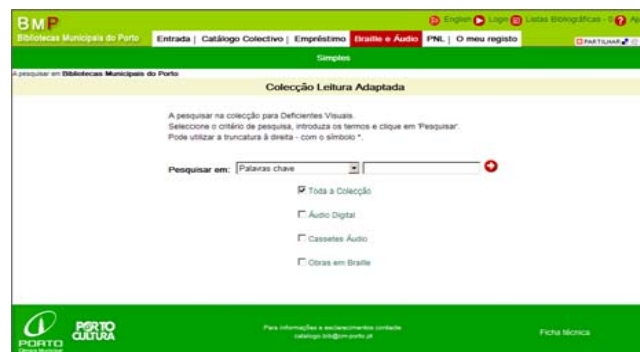 BMP
English Login Listas Bibliográficas - 0
Bibliotecas Municipais do Porto
Entrada | Catálogo Colectivo | Empréstimo Braille e Áudio PNL | O meu registo
PARTILHAR
Simples
A pesquisar em Bibliotecas Municipais do Porto
Colecção Leitura Adaptada
A pesquisar na colecção para Deficientes Visuais.
Seleccione o critério de pesquisa, introduza os termos e clique em 'Pesquisar'.
Pode utilizar a truncatura à direita - com o símbolo *.
Pesquisar em: Palavras chave
Toda a Colecção
Áudio Digital
Cassetes Áudio
Obras em Braille
PORTO
Câmara Municipal
PORTO
CULTURA
Para informações e esclarecimentos contacte
catalogo.bib@cm-porto.pt
Ficha técnica